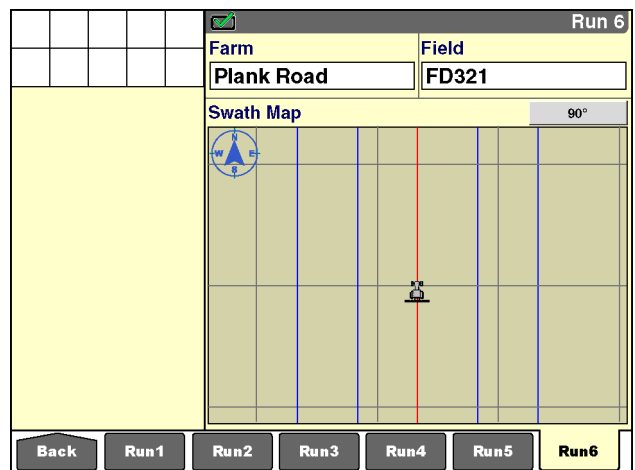 Run 6
Farm Field
Plank Road FD321
Swath Map 90°
N
W E
S
Back Run1 Run2 Run3 Run4 Run5 Run6